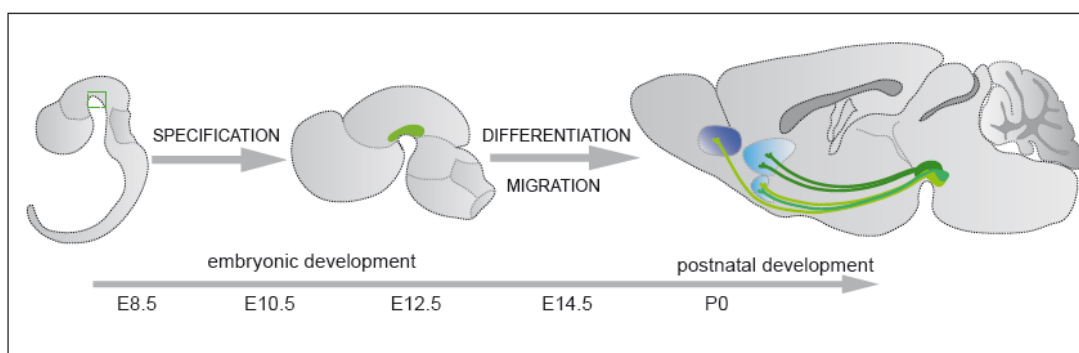 SPECIFICATION
DIFFERENTIATION
MIGRATION
embryonic development
postnatal development
E8.5 E10.5 E12.5 E14.5 P0